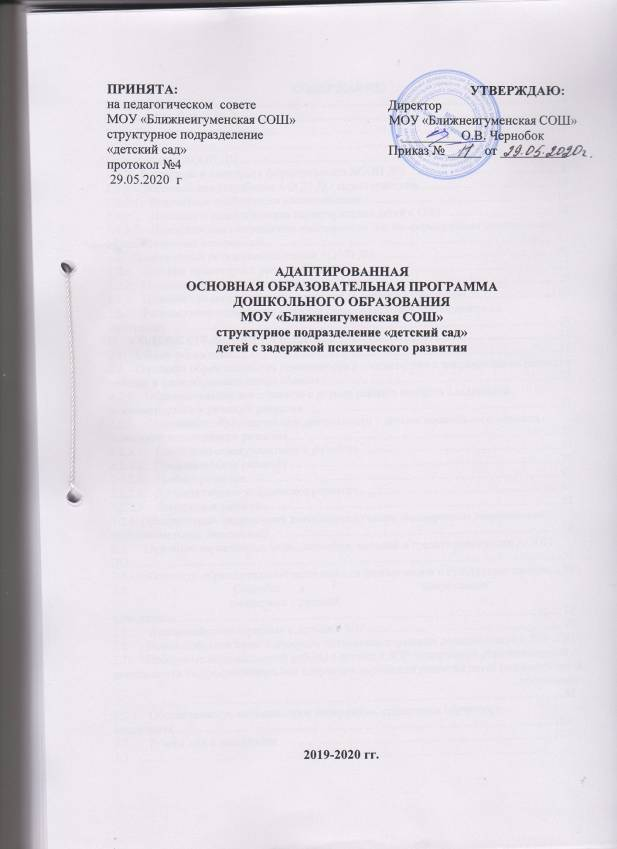 ПРИНЯТА:
на педагогическом совете
МОУ «Ближнеигуменская СОШ»
структурное подразделение
«детский сад»
протокол №4
29.05.2020 г
УТВЕРЖДАЮ:
Директор
МОУ «Ближнеигуменская СОШ»
О.В. Чернобок
Приказ № от 29.05.2020г.
АДАПТИРОВАННАЯ
ОСНОВНАЯ ОБРАЗОВАТЕЛЬНАЯ ПРОГРАММА
ДОШКОЛЬНОГО ОБРАЗОВАНИЯ
МОУ «Ближнеигуменская СОШ»
структурное подразделение «детский сад»
детей с задержкой психического развития
2019-2020 гг.